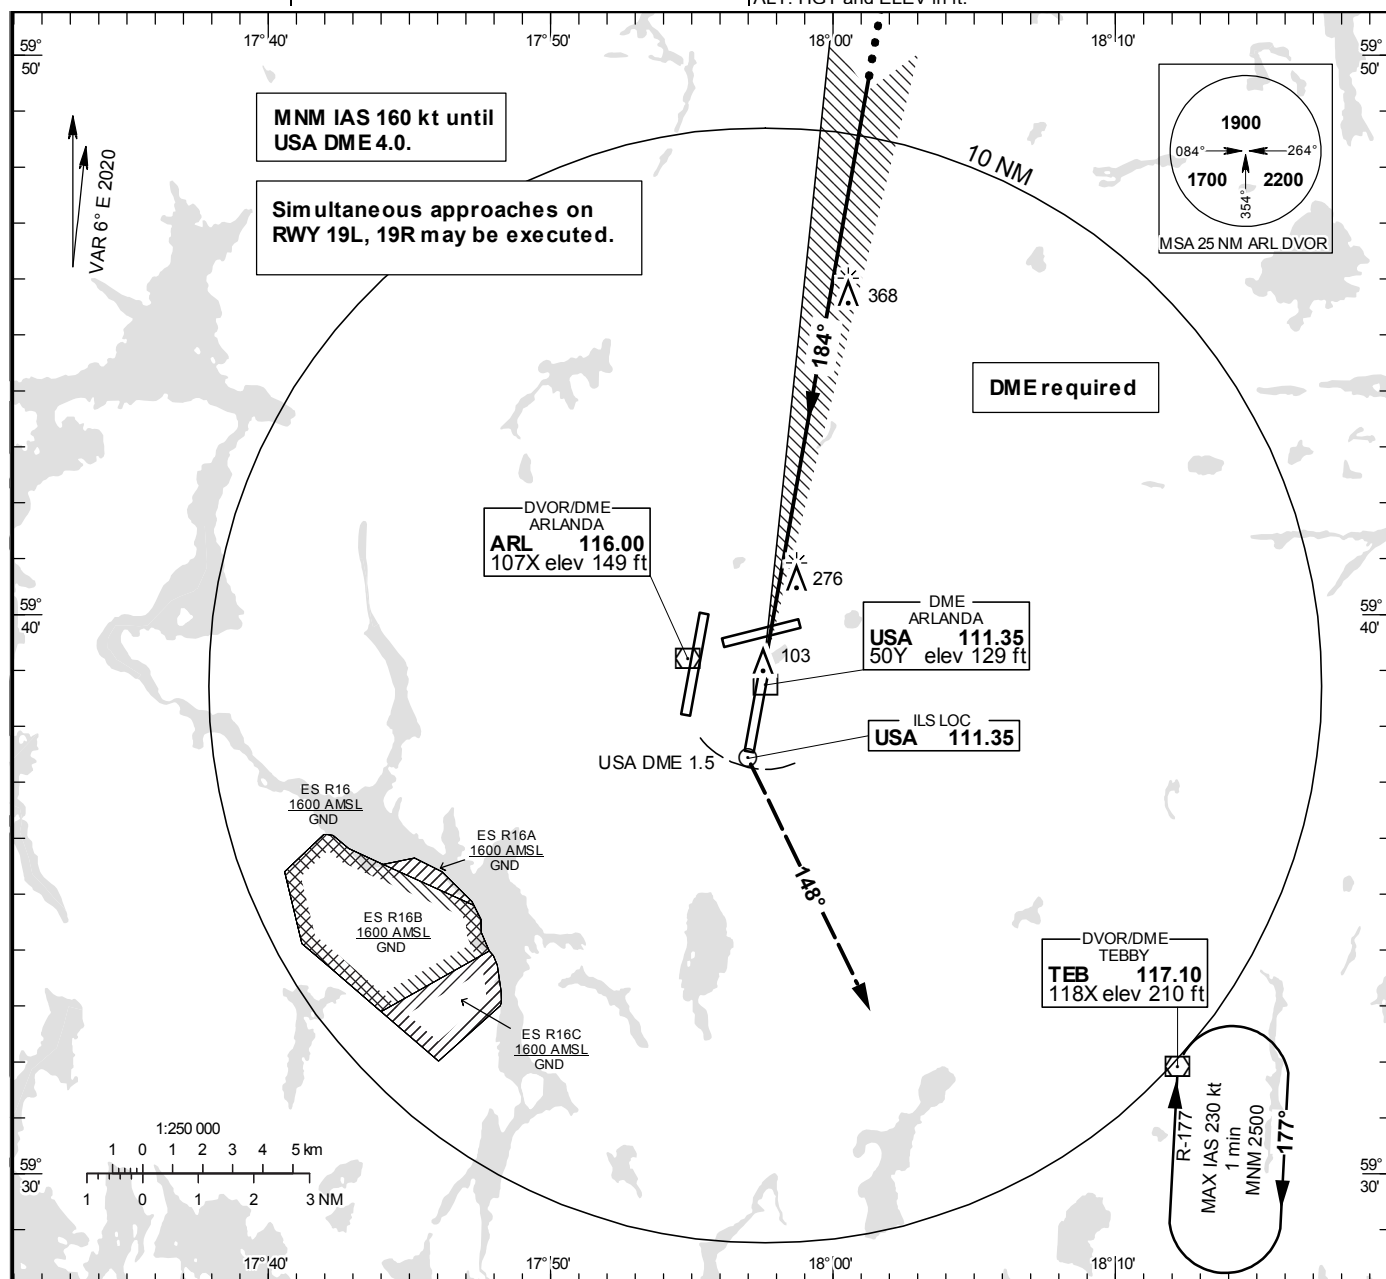 ALT. HGT and ELEV in ft.
17°40'
17°50'
18°00'
18°10'
59°
50'
59°
50'
MNM IAS 160 kt until
USA DME 4.0.
VAR 6° E 2020
Simultaneous approaches on
RWY 19L, 19R may be executed.
10 NM
1900
084°
264°
1700
2200
354°
MSA 25 NM ARL DVOR
368
184°
DME required
DVOR/DME
ARLANDA
ARL 116.00
107X elev 149 ft
276
59°
40'
59°
40'
DME
ARLANDA
USA 111.35
50Y elev 129 ft
103
ILS LOC
USA 111.35
USA DME 1.5
ES R16
1600 AMSL
GND
ES R16A
1600 AMSL
GND
ES R16B
1600 AMSL
GND
ES R16C
1600 AMSL
GND
148°
DVOR/DME
TEBBY
TEB 117.10
118X elev 210 ft
R-177
MAX IAS 230 kt
1 min
MNM 2500
177°
1:250 000
1 0 1 2 3 4 5 km
1 0 1 2 3 NM
59°
30'
59°
30'
17°40'
17°50'
18°00'
18°10'